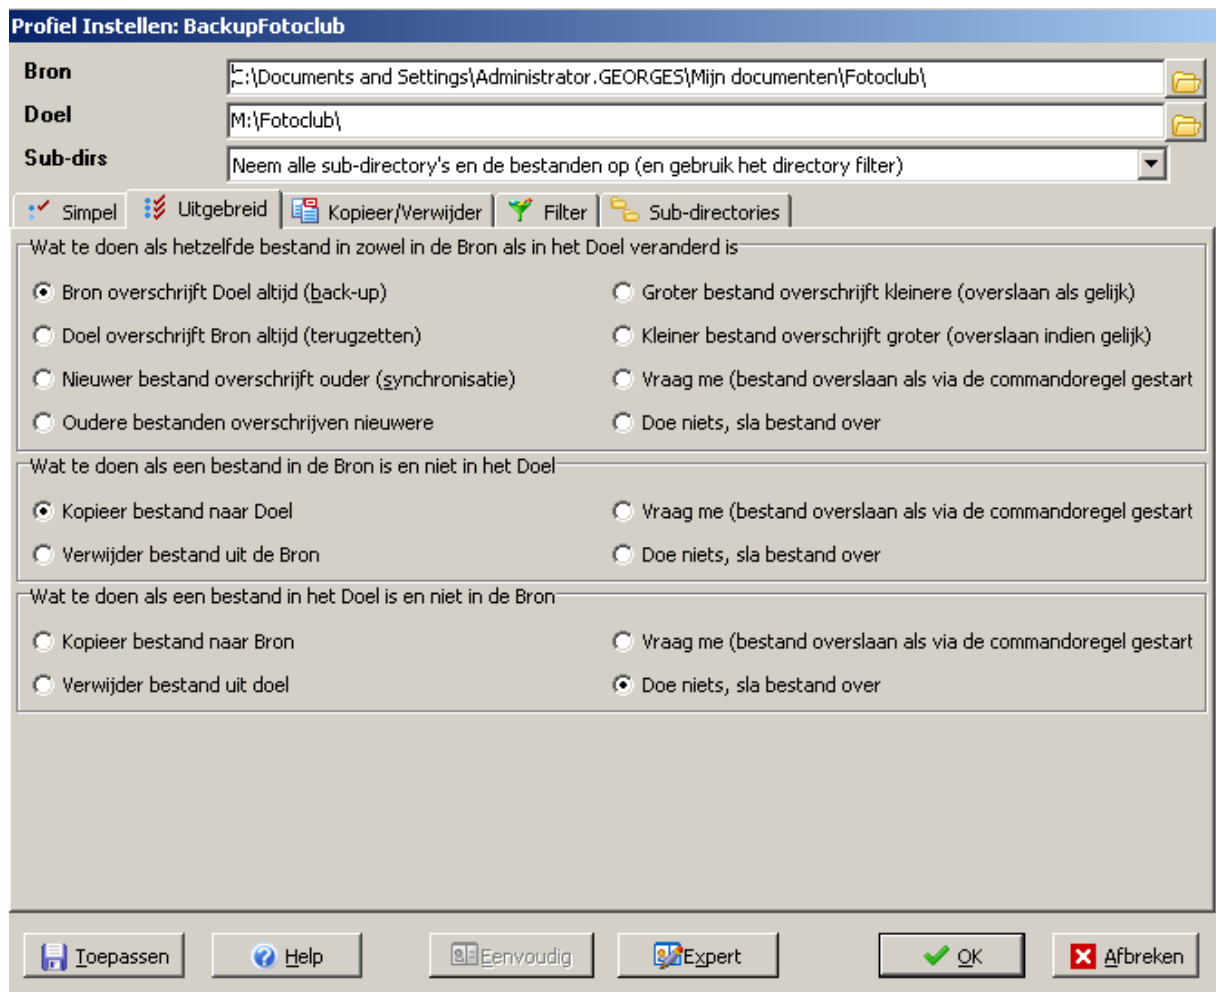 Profiel Instellen: BackupFotoclub
Bron
C:\Documents and Settings\Administrator.GEORGES\Mijn documenten\Fotoclub\
Doel
M:\Fotoclub\
Sub-dirs
Neem alle sub-directory's en de bestanden op (en gebruik het directory filter)
Simpel Uitgebreid Kopieer/Verwijder Filter Sub-directories
Wat te doen als hetzelfde bestand in zowel in de Bron als in het Doel veranderd is
Bron overschrijft Doel altijd (back-up) Groter bestand overschrijft kleinere (overslaan als gelijk)
Doel overschrijft Bron altijd (terugzetten) Kleiner bestand overschrijft groter (overslaan indien gelijk)
Nieuwer bestand overschrijft ouder (synchronisatie) Vraag me (bestand overslaan als via de commandoregel gestart
Oudere bestanden overschrijven nieuwere Doe niets, sla bestand over
Wat te doen als een bestand in de Bron is en niet in het Doel
Kopieer bestand naar Doel Vraag me (bestand overslaan als via de commandoregel gestart
Verwijder bestand uit de Bron Doe niets, sla bestand over
Wat te doen als een bestand in het Doel is en niet in de Bron
Kopieer bestand naar Bron Vraag me (bestand overslaan als via de commandoregel gestart
Verwijder bestand uit doel Doe niets, sla bestand over
Toepassen Help Eenvoudig Expert OK Afbreken